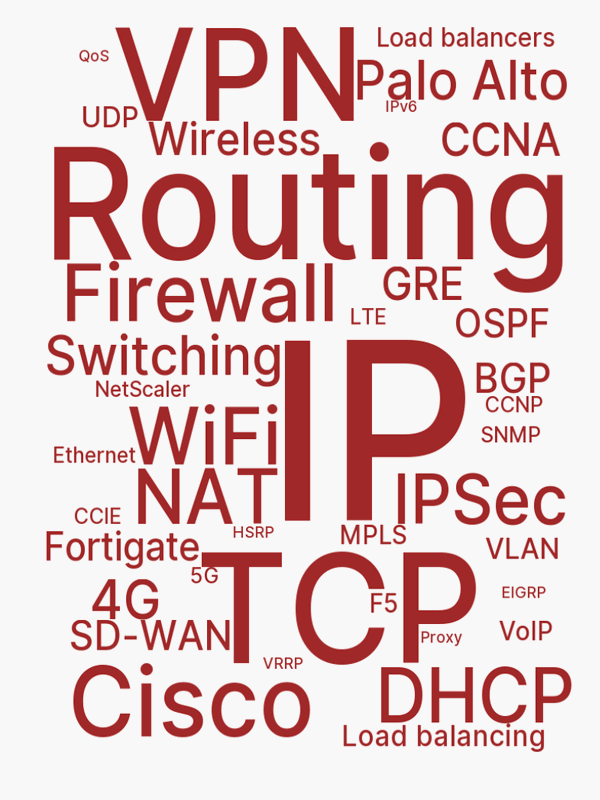 QoS
VPN
Load balancers
Palo Alto
IPv6
UDP
Wireless
CCNA
Routing
Firewall
GRE
LTE
OSPF
Switching
IP
BGP
NetScaler
CCNP
WiFi
SNMP
Ethernet
NAT
IPSec
CCIE
HSRP
MPLS
Fortigate
VLAN
5G
TCP
4G
F5
EIGRP
SD-WAN
Proxy
VoIP
VRRP
Cisco
DHCP
Load balancing